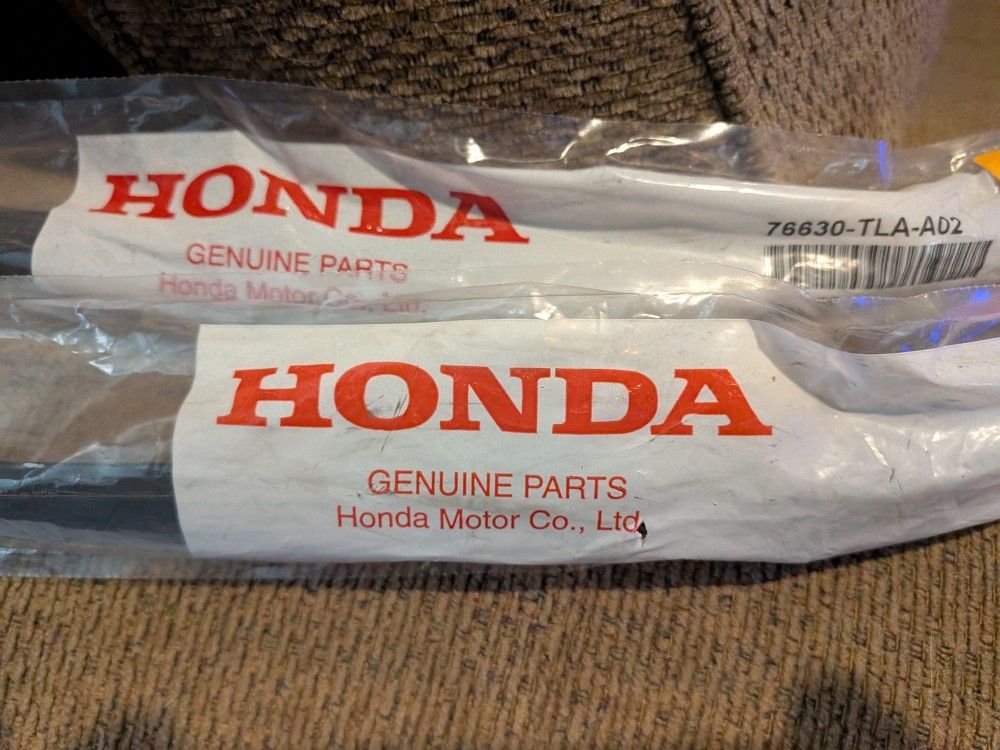 HONDA
GENUINE PARTS
Honda Motor Co., Ltd.
76630-TLA-A02
HONDA
GENUINE PARTS
Honda Motor Co., Ltd.